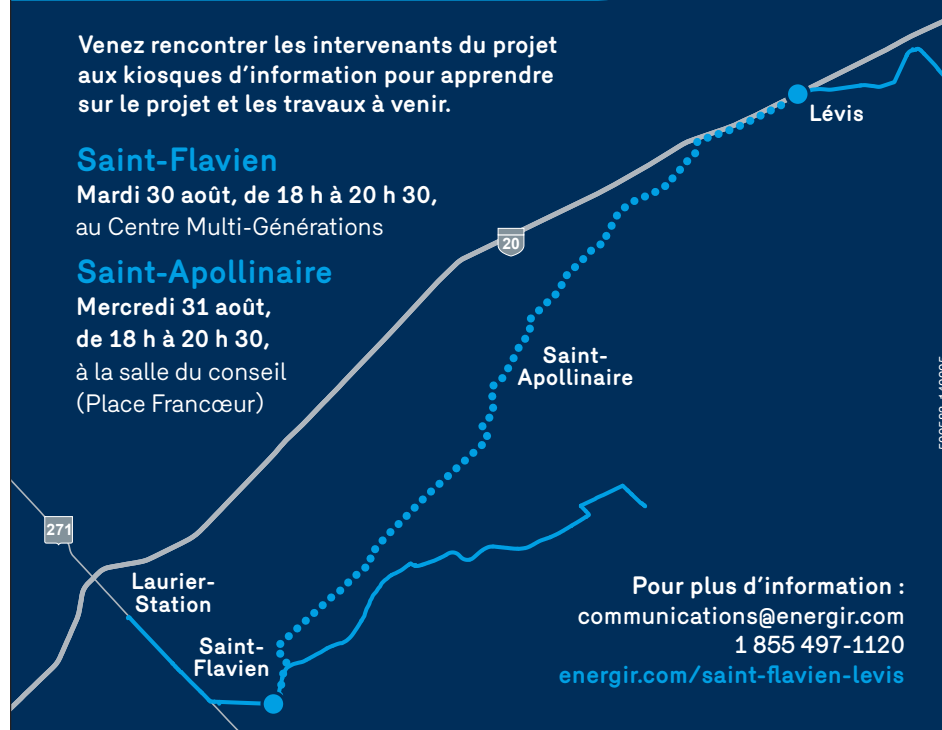 Venez rencontrer les intervenants du projet
aux kiosques d'information pour apprendre
sur le projet et les travaux à venir.
Saint-Flavien
Mardi 30 août, de 18 h à 20 h 30,
au Centre Multi-Générations
Saint-Apollinaire
Mercredi 31 août,
de 18 h à 20 h 30,
à la salle du conseil
(Place Francœur)
Lévis
20
Saint-
Apollinaire
271
Laurier-
Station
Saint-
Flavien
Pour plus d'information :
communications@energir.com
1 855 497-1120
energir.com/saint-flavien-levis